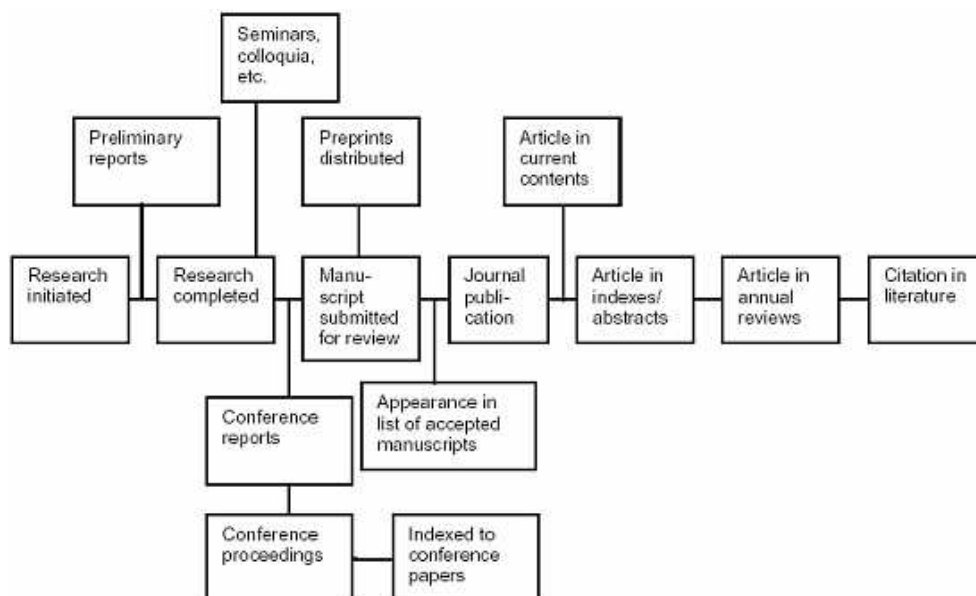 Seminars,
colloquia,
etc.
Preliminary
reports
Preprints
distributed
Article in
current
contents
Research
initiated
Research
completed
Manu-
script
submitted
for review
Journal
publi-
cation
Article in
indexes/
abstracts
Article in
annual
reviews
Citation in
literature
Conference
reports
Appearance in
list of accepted
manuscripts
Conference
proceedings
Indexed to
conference
papers